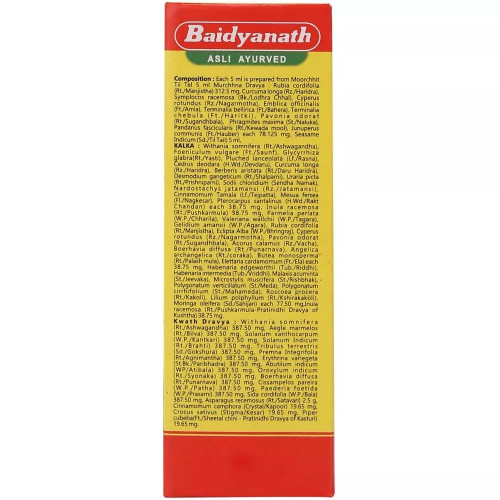 Baidyanath
ASLI AYURVED
Composition : Each 5 ml is prepared from Moorchhit
Til Tel 5 ml Murchhne Dravya : Rubia cordifolia
(Rt./Manjistha) 312.5 mg, Curcuma longa (Rz./Haridra),
Symplocos racemosa (Bk./Lodhra Chhal), Cyperus
rotundus (Rz./Nagarmotha), Emblica officinalis
(Ft./Amla), Terminalia bellirica (Ft./Bahera), Terminalia
chebula (Ft./Haritki), Pavonia odorat
(Rt./Sugandhbala), Phragmites maxima (St./Naluka),
Pandanus fascicularis (Rt./Kewada mool), Junuperus
communis (Ft./Hauber) each 78.125 mg, Seasame
Indicum (Sd./Til Tail) 5 ml,
KALKA : Withania somnifera (Rt./Ashwagandha),
Foeniculum vulgare (Ft./Saunf), Glycyrrhiza
glabra(Rt./Yasti), Pluched lanceolata (Lf./Rasna),
Cedrus deodara (H.Wd./Devdaru), Curcuma longa
(Rz./Haridra), Berberis aristata (Rt./Daru Haridra),
Desmodium gangeticum (Rt./Shalparni), Uraria picta
(Rt./Prishniparni), Sodii chloridum (Sendha Namak),
Nardostachys jatamansi (Rz./Jatamansi),
Cinnamomum Tamala (Lf./Tejpatta), Mesua ferrea
(Fl./Nagkesar), Pterocarpus santalinus (H.Wd./Rakt
Chandan) each 38.75 mg, Inula racemosa
(Rt./Pushkarmula) 98.75 mg, Parmelia perlata
(W.P./Chharila), Valeriana wallichii (W.P./Tagara),
Gelidium amansi (W.P./Agara), Rubia cordifolia
(Rt./Manjistha), Eclipta Alba (W.P./Bhringraj), Cyperus
rotundus (Rz./Nagarmotha), Pavonia odorat
(Rt./Sugandhbala), Acorus calamus (Rz./Vacha),
Boerhavia diffusa (Rt./Punarnava), Angelica
archangelica (Rt./coraka), Butea monosperma
(Rt./Palash mula), Elettaria cardamomum (Ft./Ela) each
38.75 mg, Habenaria edgeworthii (Tub./Riddhi),
Habenaria intermedia (Tub./Vriddhi), Malaxis acuminta
(St./Jeevaka), Microstylis muscifera (St./Rishbhak),
Polygonatum verticillatum (St./Meda), Polygonatum
cirrhifolium (St./Mahameda), Roscoea procera
(Rt./Kakoli), Lilium polphyllum (Rt./Kshirakakoli),
Moringa oleifera (Sd./Sanijari) each 77.50 mg,Inula
racemosa (Rt./Pushkarmula-Pratinidhi Dravya of
Kushtha) 38.75 mg.
Kwath Dravya : Withania somnifera
(Rt./Ashwagandha) 387.50 mg, Aegle marmelos
(Rt./Bilva) 387.50 mg, Solanum xanthocarpum
(W.P./Kantkari) 387.50 mg, Solanum Indicum
(Rt./Brahti) 387.50 mg, Tribulus terrestris
(Sd./Gokshura) 387.50 mg, Premna Integrifolia
(Rt./Agnimantha) 387.50 mg, Erythrina varegeta
(St.Bk./Paribhadra) 387.50 mg, Abutilum indicum
(WP/Atibala) 387.50 mg, Oroxylum indicum
(Rt./Syonaka) 387.50 mg, Boerhavia diffusa
(Rt./Punarnava) 387.50 mg, Cissampelos pareira
(W.P./Patha) 387.50 mg, Paederia foetida
(W.P./Prasarni) 387.50 mg, Sida cordifolia (W.P./Bala)
387.50 mg, Asparagus recemosus (Rt./Satavari) 2.5 g,
Cinnamomum camphora (Crystal/Kapoor) 19.65 mg,
Crocus sativus (Stigma/Kesar) 19.65 mg, Piper
cubeba(Ft./Sheetal chini - Pratinidhi Dravya of Kasturi)
19.65 mg.